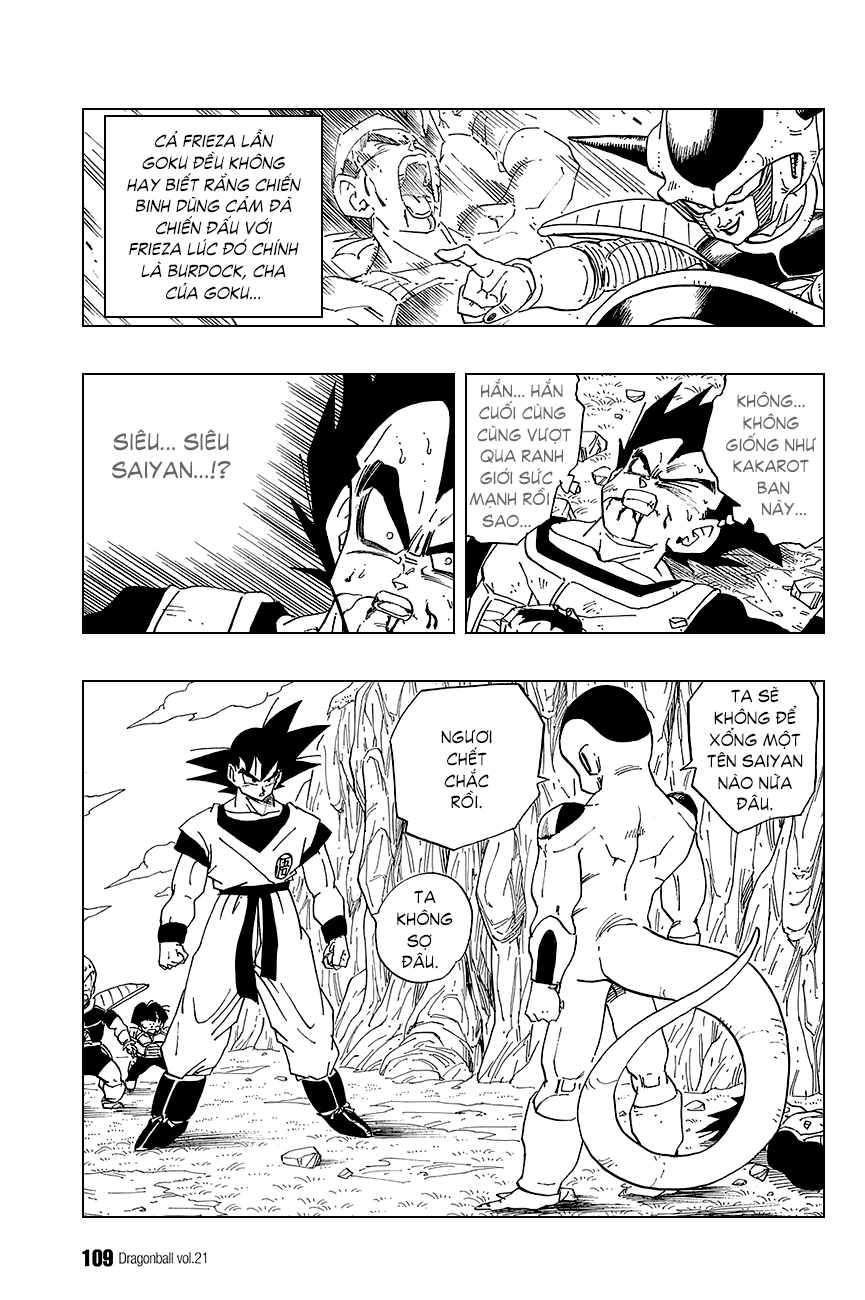 CẢ FRIEZA LẪN
GOKU ĐỀU KHÔNG
HAY BIẾT RẰNG CHIẾN
BINH DŨNG CẢM ĐÃ
CHIẾN ĐẤU VỚI
FRIEZA LÚC ĐÓ CHÍNH
LÀ BURDOCK, CHA
CỦA GOKU...
KHÔNG...
KHÔNG
GIỐNG NHƯ
KAKAROT
BAN
NÃY...
HẮN... HẮN
CUỐI CÙNG
CŨNG VƯỢT
QUA RANH
GIỚI SỨC
MẠNH RỒI
SAO...
SIÊU... SIÊU
SAIYAN...!?
TA SẼ
KHÔNG ĐỂ
XỔNG MỘT
TÊN SAIYAN
NÀO NỮA
ĐÂU.
NGƯƠI
CHẾT
CHẮC
RỒI.
TA
KHÔNG
SỢ
ĐÂU.
悟
109 Dragonball vol.21